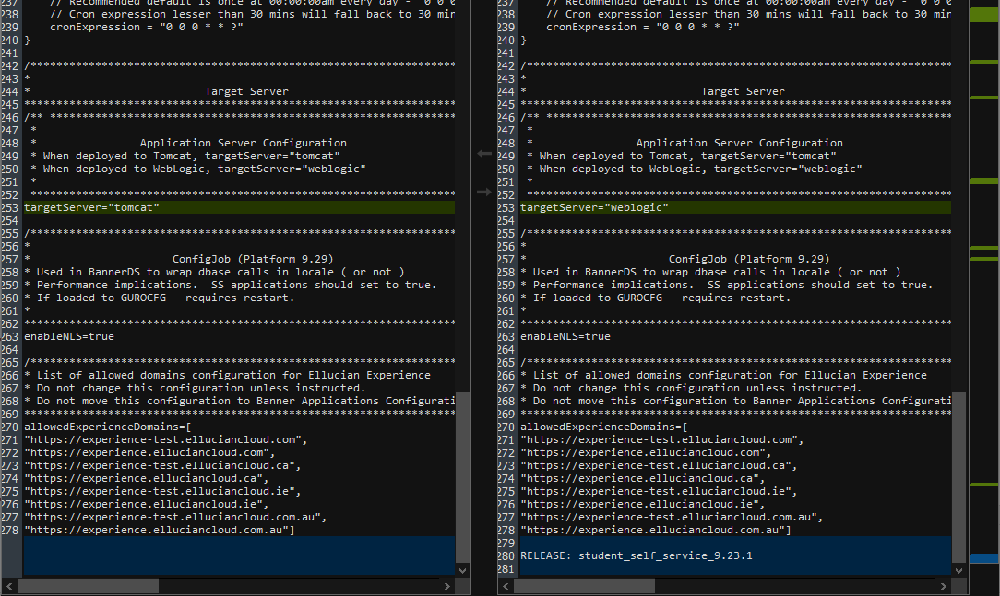 237 // Recommended default is once at 00:00:00am every day - "0 0 0
238 // Cron expression lesser than 30 mins will fall back to 30 min
239 cronExpression = "0 0 0 * * ?"
240 }
241
242 /*******************************************************************
243 *
244 * Target Server
245 ********************************************************************
246 /** ****************************************************************
247 *
248 * Application Server Configuration
249 * When deployed to Tomcat, targetServer="tomcat"
250 * When deployed to WebLogic, targetServer="weblogic"
251 *
252 *******************************************************************
253 targetServer="tomcat"
254
255 /*******************************************************************
256 *
257 * ConfigJob (Platform 9.29)
258 * Used in BannerDS to wrap dbase calls in locale ( or not )
259 * Performance implications.  SS applications should set to true.
260 * If loaded to GUROCFG - requires restart.
261 *
262 ********************************************************************
263 enableNLS=true
264
265 /*******************************************************************
266 * List of allowed domains configuration for Ellucian Experience
267 * Do not change this configuration unless instructed.
268 * Do not move this configuration to Banner Applications Configurati
269 ********************************************************************
270 allowedExperienceDomains=[
271 "https://experience-test.elluciancloud.com",
272 "https://experience.elluciancloud.com",
273 "https://experience-test.elluciancloud.ca",
274 "https://experience.elluciancloud.ca",
275 "https://experience-test.elluciancloud.ie",
276 "https://experience.elluciancloud.ie",
277 "https://experience-test.elluciancloud.com.au",
278 "https://experience.elluciancloud.com.au"]
237 // Recommended default is once at 00:00:00am every day - "0 0 0
238 // Cron expression lesser than 30 mins will fall back to 30 min
239 cronExpression = "0 0 0 * * ?"
240 }
241
242 /*******************************************************************
243 *
244 * Target Server
245 ********************************************************************
246 /** ****************************************************************
247 *
248 * Application Server Configuration
249 * When deployed to Tomcat, targetServer="tomcat"
250 * When deployed to WebLogic, targetServer="weblogic"
251 *
252 *******************************************************************
253 targetServer="weblogic"
254
255 /*******************************************************************
256 *
257 * ConfigJob (Platform 9.29)
258 * Used in BannerDS to wrap dbase calls in locale ( or not )
259 * Performance implications.  SS applications should set to true.
260 * If loaded to GUROCFG - requires restart.
261 *
262 ********************************************************************
263 enableNLS=true
264
265 /*******************************************************************
266 * List of allowed domains configuration for Ellucian Experience
267 * Do not change this configuration unless instructed.
268 * Do not move this configuration to Banner Applications Configurati
269 ********************************************************************
270 allowedExperienceDomains=[
271 "https://experience-test.elluciancloud.com",
272 "https://experience.elluciancloud.com",
273 "https://experience-test.elluciancloud.ca",
274 "https://experience.elluciancloud.ca",
275 "https://experience-test.elluciancloud.ie",
276 "https://experience.elluciancloud.ie",
277 "https://experience-test.elluciancloud.com.au",
278 "https://experience.elluciancloud.com.au"]
279
280 RELEASE: student_self_service_9.23.1
281